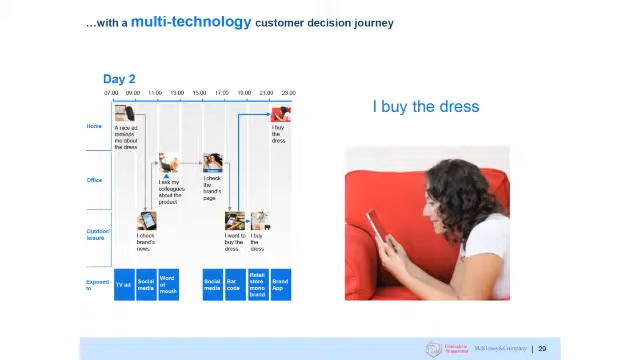 …with a multi-technology customer decision journey
Day 2
07.00 09.00 11.00 13.00 15.00 17.00 19.00 21.00 23.00
Home
A nice ad
reminds
me about
the dress
I buy
the
dress
Office
I ask my
colleagues
about the
product
I check
the
brand's
page
Outdoor/
leisure
I check
brand's
news
I want to
buy the
dress
I buy
the
dress
Exposed
to
TV ad
Social
media
Word
of
mouth
Social
media
Bar
code
Retail
store
mono
brand
Brand
App
I buy the dress
McKinsey&Company
29